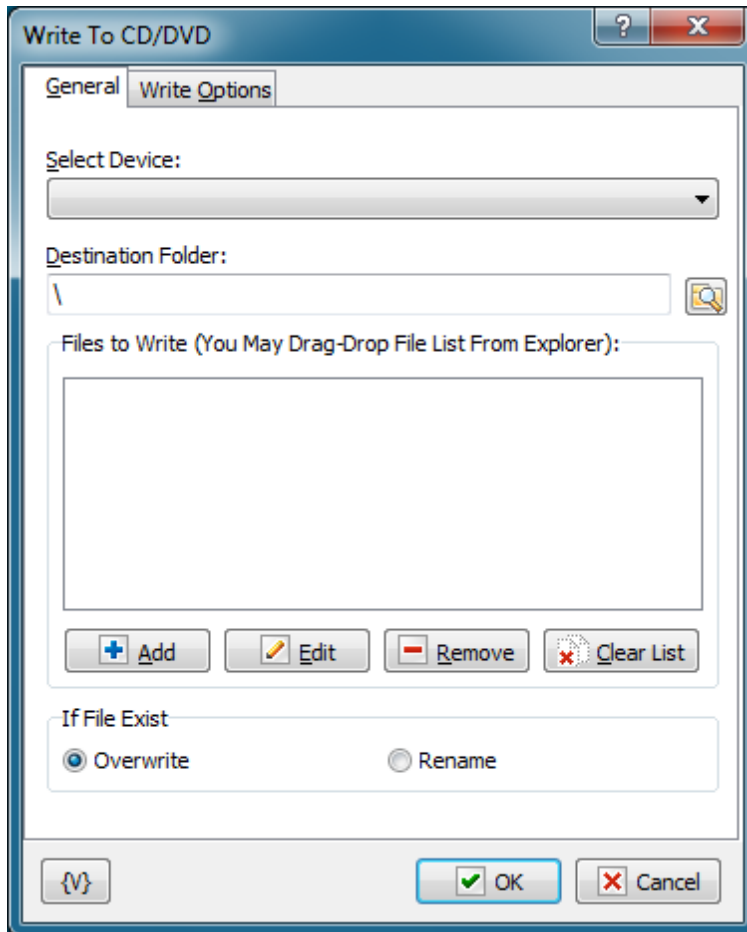 Write To CD/DVD
?
General Write Options
Select Device:
Destination Folder:
\
Files to Write (You May Drag-Drop File List From Explorer):
Add Edit Remove Clear List
If File Exist
Overwrite Rename
{V} OK Cancel